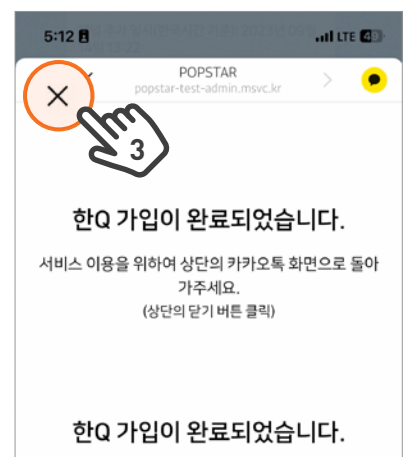 5:12 LTE 49
POPSTAR
popstar-test-admin.msvc.kr
3
한Q 가입이 완료되었습니다.
서비스 이용을 위하여 상단의 카카오톡 화면으로 돌아
가주세요.
(상단의 닫기 버튼 클릭)
한Q 가입이 완료되었습니다.